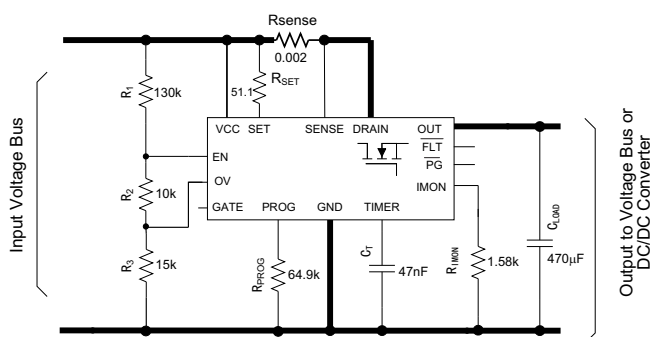 Rsense
0.002
R1
130k
51.1
RSET
VCC
SET
SENSE
DRAIN
OUT
EN
FLT
PG
OV
IMON
GATE
PROG
GND
TIMER
R2
10k
R3
15k
RPROG
64.9k
CT
47nF
RIMON
1.58k
CLOAD
470μF
Input Voltage Bus
Output to Voltage Bus or
DC/DC Converter